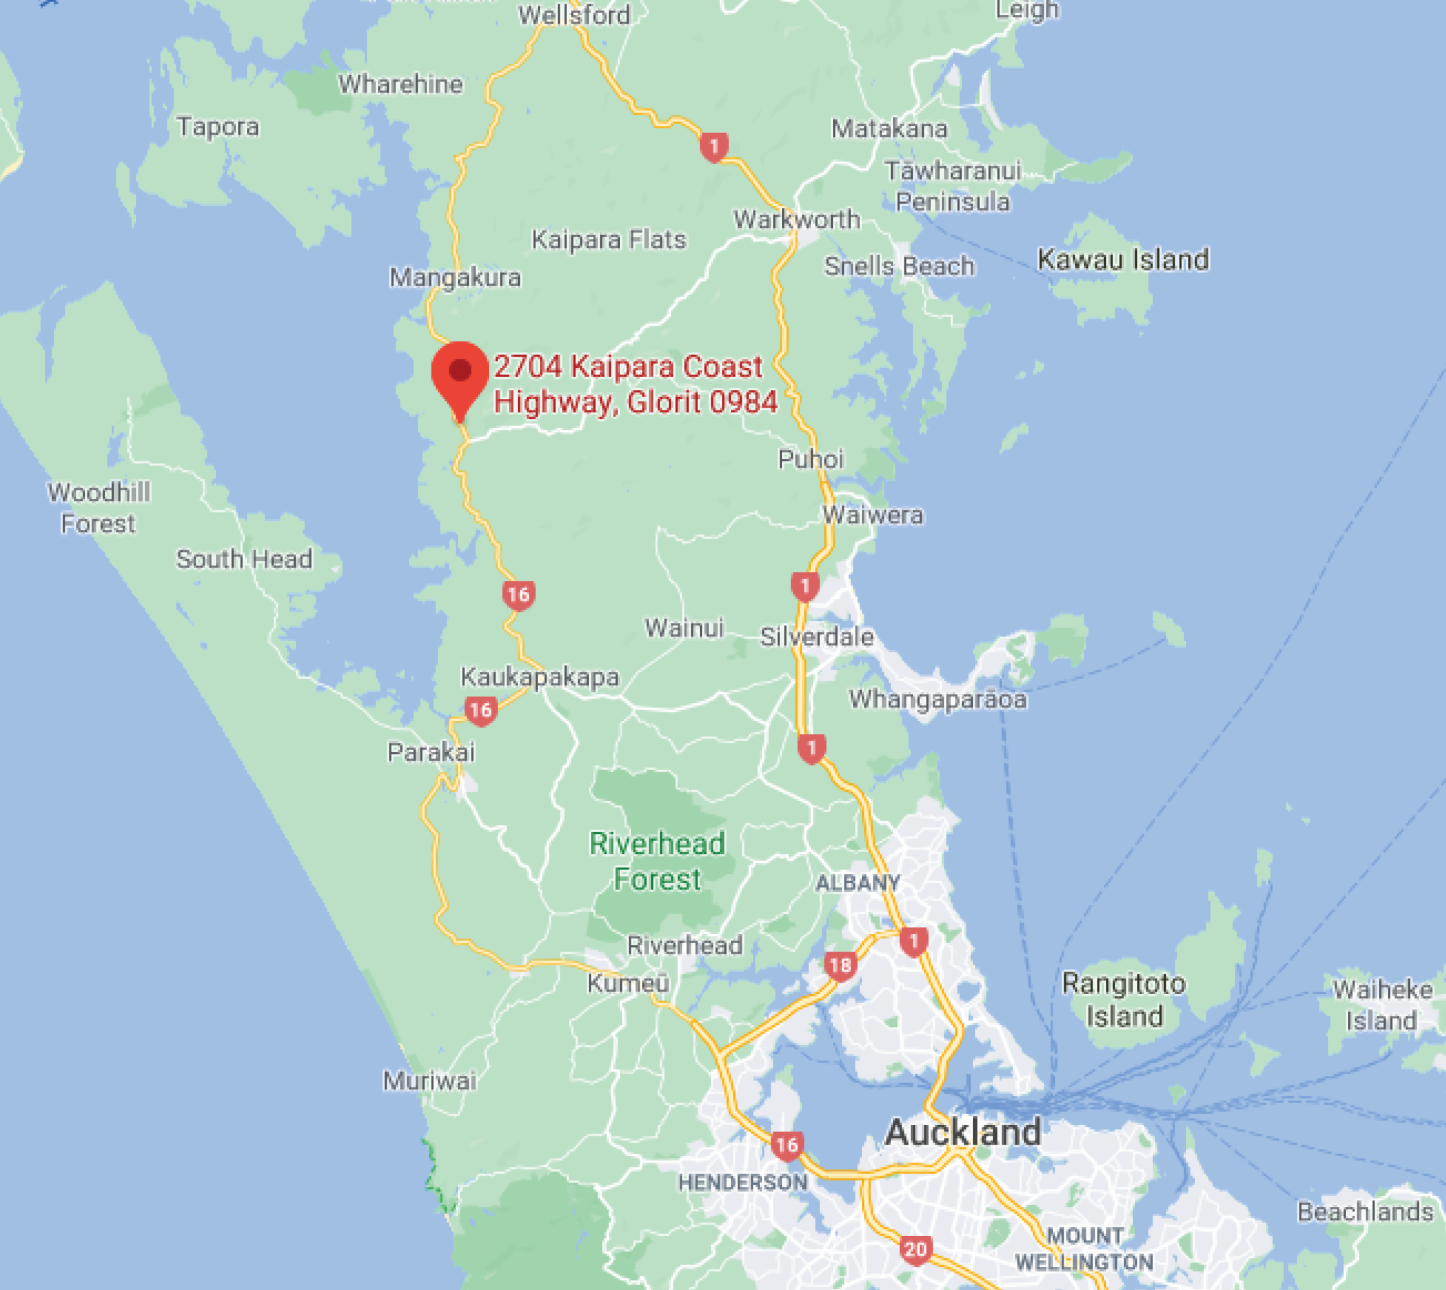 Wellsford
Leigh
Wharehine
Tapora
Matakana
1
Tāwharanui
Peninsula
Warkworth
Kaipara Flats
Kawau Island
Snells Beach
Mangakura
2704 Kaipara Coast
Highway, Glorit 0984
Puhoi
Woodhill
Forest
Waiwera
South Head
1
16
Wainui
Silverdale
Kaukapakapa
Whangaparāoa
16
1
Parakai
Riverhead
Forest
ALBANY
1
Riverhead
18
Kumeū
Rangitoto
Island
Waiheke
Island
Muriwai
Auckland
16
HENDERSON
Beachlands
MOUNT
WELLINGTON
20